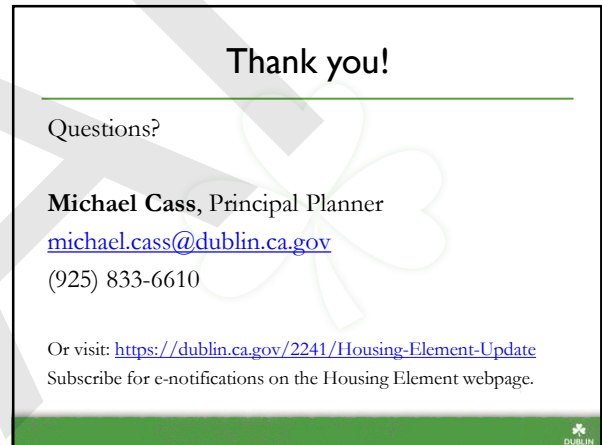 Thank you!
Questions?
Michael Cass, Principal Planner
michael.cass@dublin.ca.gov
(925) 833-6610
Or visit: https://dublin.ca.gov/2241/Housing-Element-Update
Subscribe for e-notifications on the Housing Element webpage.
DUBLIN